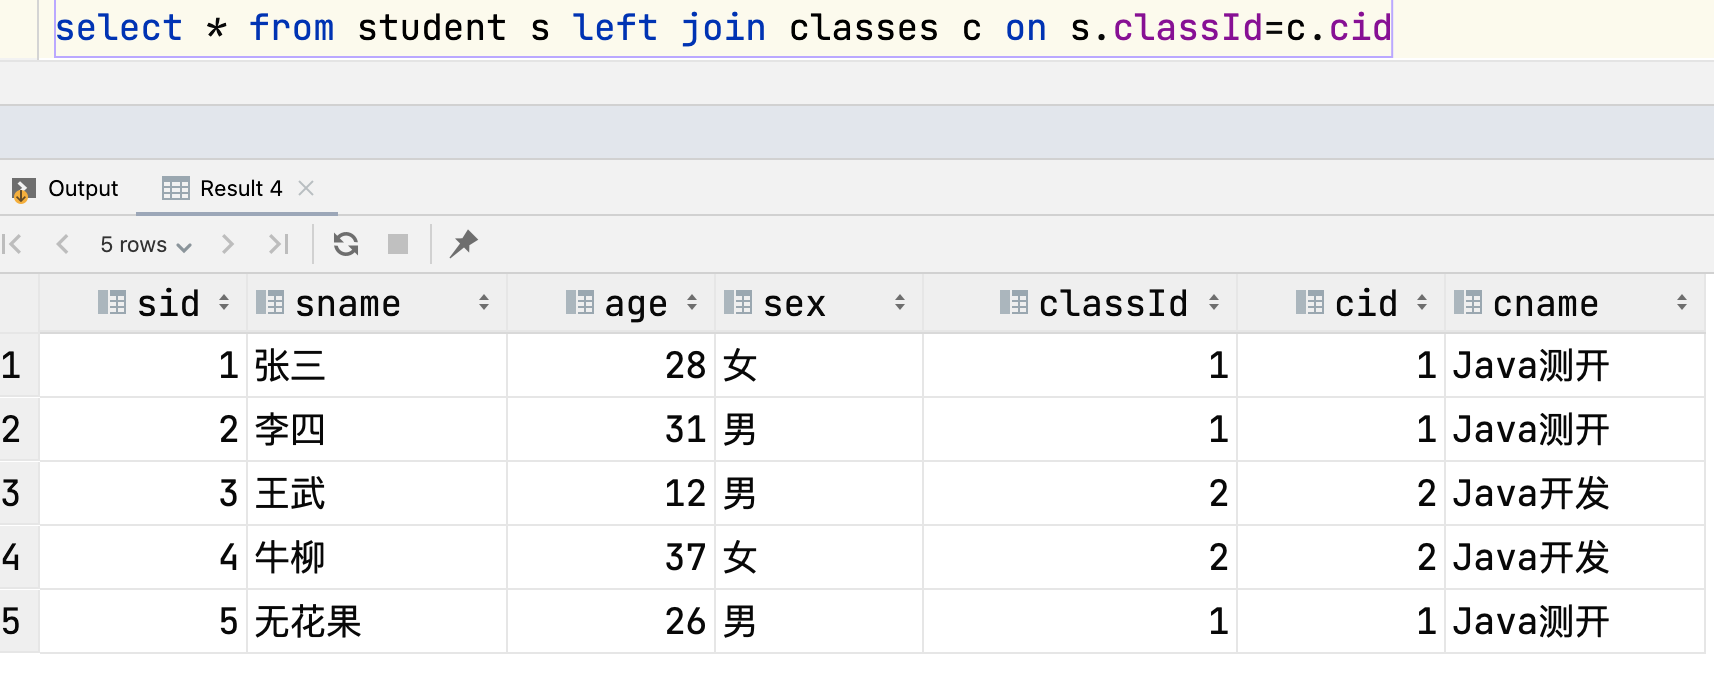 select * from student s left join classes c on s.classId=c.cid
Output Result 4
5 rows
sid sname age sex classId cid cname
1 1 张三 28 女 1 1 Java测开
2 2 李四 31 男 1 1 Java测开
3 3 王武 12 男 2 2 Java开发
4 4 牛柳 37 女 2 2 Java开发
5 5 无花果 26 男 1 1 Java测开